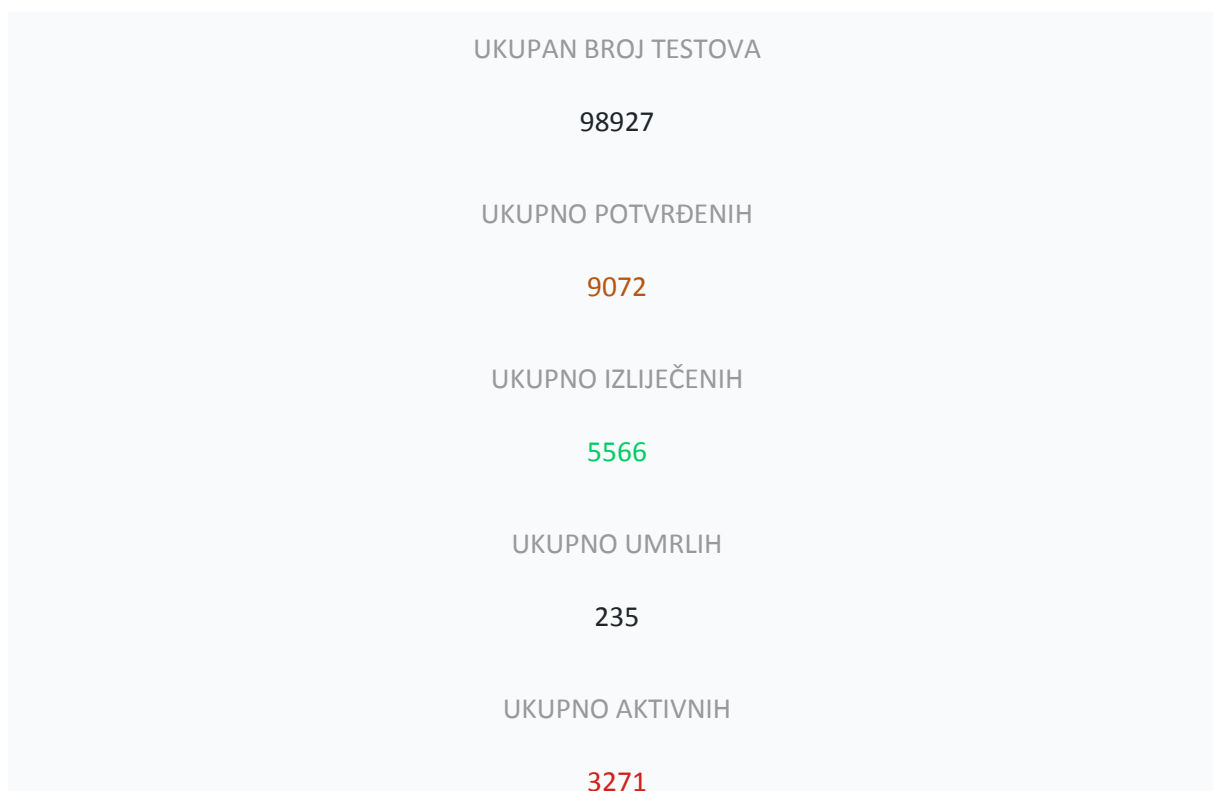 UKUPAN BROJ TESTOVA
98927
UKUPNO POTVRĐENIH
9072
UKUPNO IZLIJEČENIH
5566
UKUPNO UMRLIH
235
UKUPNO AKTIVNIH
3271